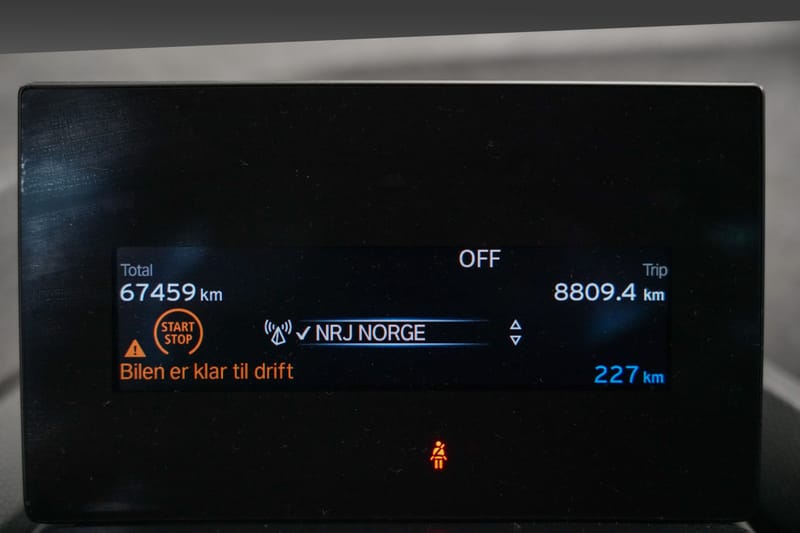 OFF
Total
Trip
67459 km
8809.4 km
START
STOP
NRJ NORGE
Bilen er klar til drift
227 km